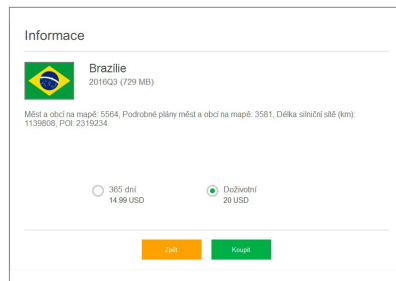 Informace
Brazílie
2016Q3 (729 MB)
Měst a obcí na mapě: 5564, Podrobné plány měst a obcí na mapě: 3581, Délka silniční sítě (km):
1139808, POI: 2319234.
365 dní
14.99 USD
Doživotní
20 USD
Zpět
Koupit